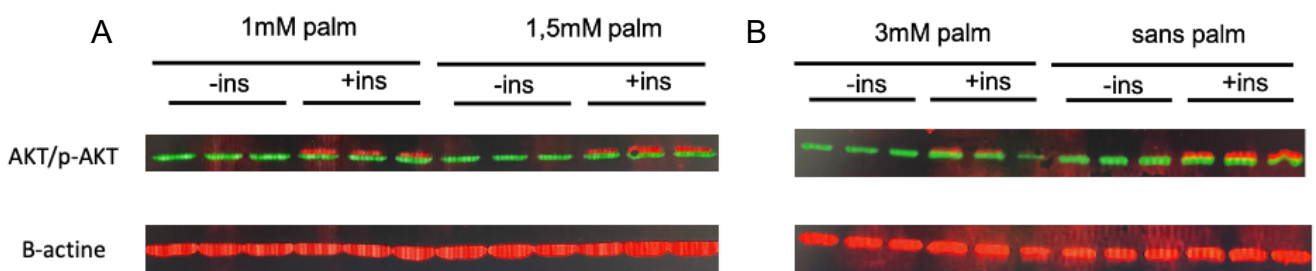 A
1mM palm
1,5mM palm
-ins
+ins
-ins
+ins
B
3mM palm
sans palm
-ins
+ins
-ins
+ins
AKT/p-AKT
B-actine